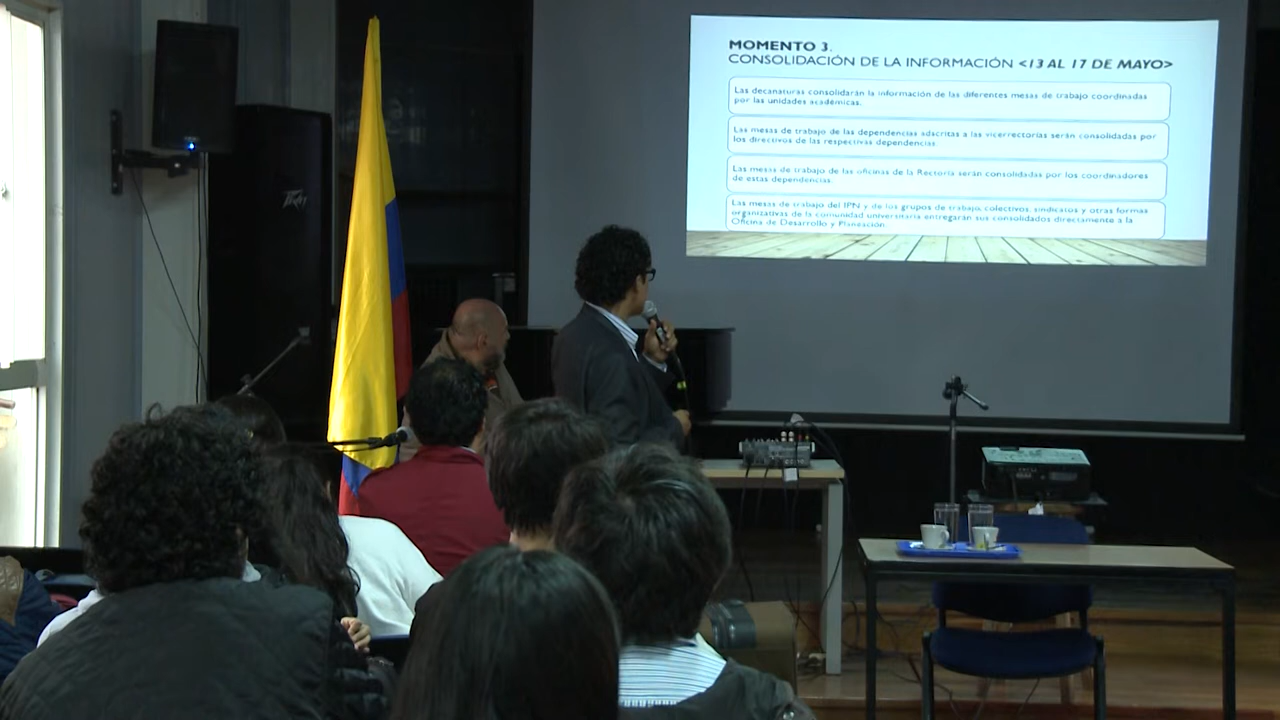 MOMENTO 3.
CONSOLIDACIÓN DE LA INFORMACIÓN <13 AL 17 DE MAYO>
Las decanaturas consolidarán la información de las diferentes mesas de trabajo coordinadas
por las unidades académicas.
Las mesas de trabajo de las dependencias adscritas a las vicerrectorías serán consolidadas por
los directivos de las respectivas dependencias.
Las mesas de trabajo de las oficinas de la Rectoría serán consolidadas por los coordinadores
de estas dependencias.
Las mesas de trabajo del IPN y de los grupos de trabajo, colectivos, sindicatos y otras formas
organizativas de la comunidad universitaria entregarán sus consolidados directamente a la
Oficina de Desarrollo y Planeación.
Peavey